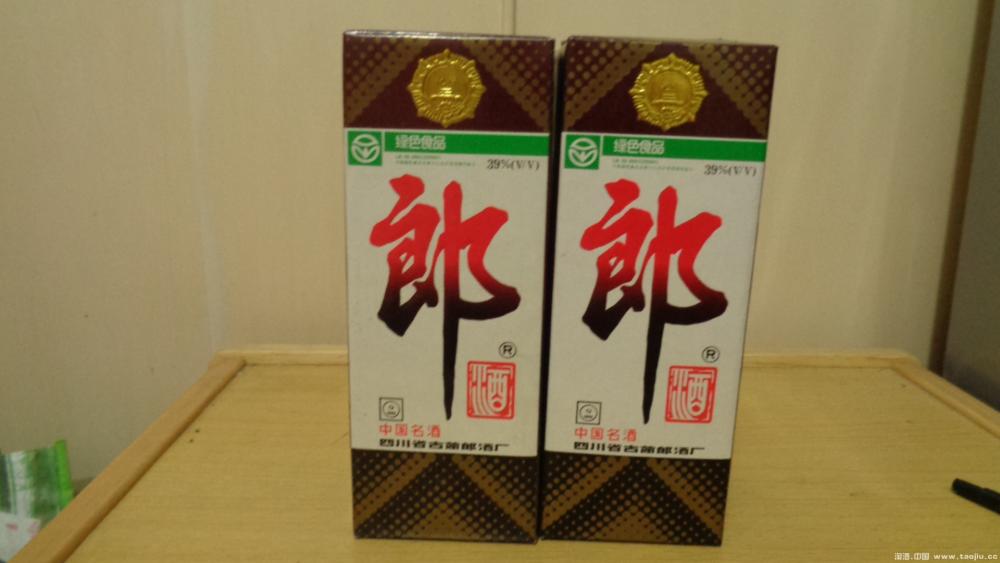 绿色食品
39%(V/V)
郎
®
酒
中国名酒
四川省古蔺郎酒厂
绿色食品
39%(V/V)
郎
®
酒
中国名酒
四川省古蔺郎酒厂
淘酒.中国 www.taojiu.cc